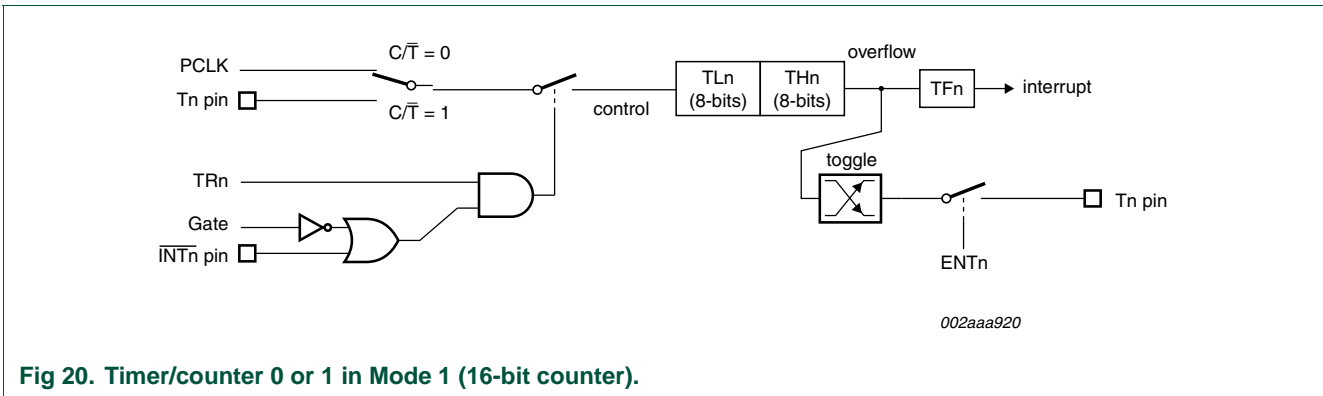 C/T̅ = 0
overflow
PCLK
TLn
(8-bits)
THn
(8-bits)
TFn
interrupt
Tn pin
C/T̅ = 1
control
toggle
TRn
Tn pin
Gate
I̅N̅T̅n̅ pin
ENTn
002aaa920
Fig 20. Timer/counter 0 or 1 in Mode 1 (16-bit counter).